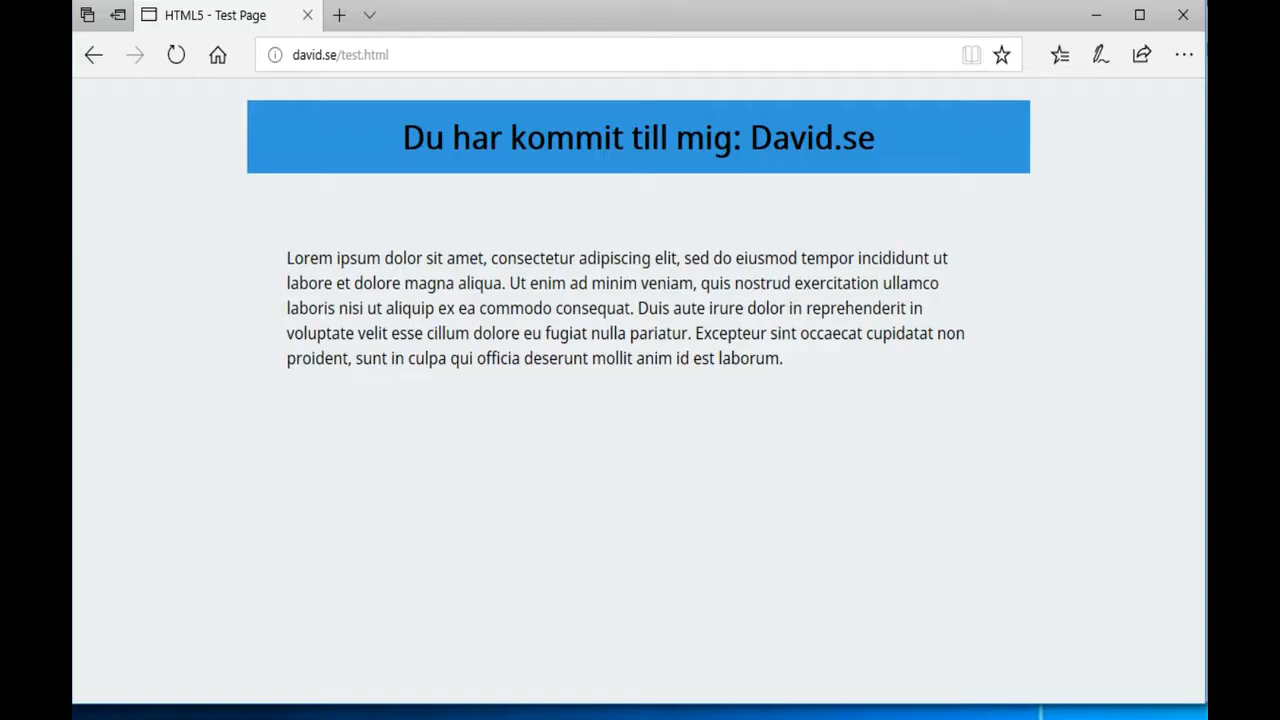 HTML5 - Test Page
david.se/test.html
Du har kommit till mig: David.se
Lorem ipsum dolor sit amet, consectetur adipiscing elit, sed do eiusmod tempor incididunt ut
labore et dolore magna aliqua. Ut enim ad minim veniam, quis nostrud exercitation ullamco
laboris nisi ut aliquip ex ea commodo consequat. Duis aute irure dolor in reprehenderit in
voluptate velit esse cillum dolore eu fugiat nulla pariatur. Excepteur sint occaecat cupidatat non
proident, sunt in culpa qui officia deserunt mollit anim id est laborum.